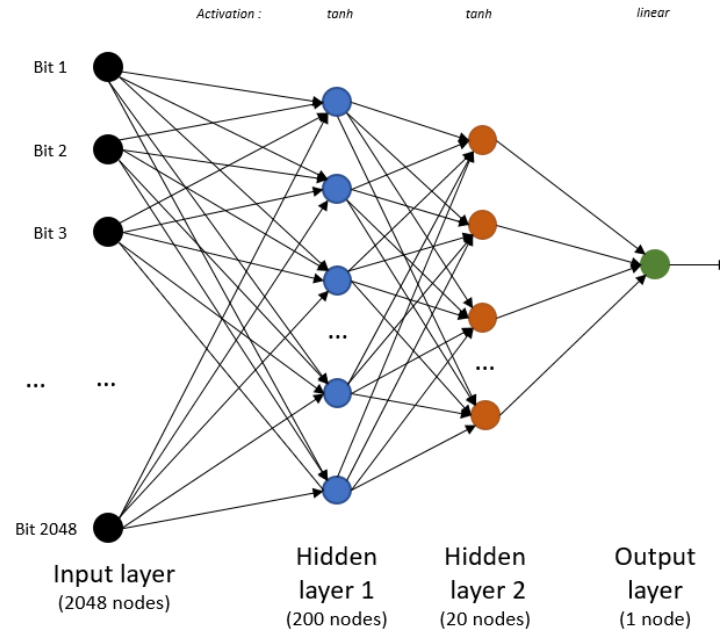 Activation : tanh tanh linear
Bit 1
Bit 2
Bit 3
...
... ...
...
Bit 2048
Input layer
(2048 nodes)
Hidden
layer 1
(200 nodes)
Hidden
layer 2
(20 nodes)
Output
layer
(1 node)